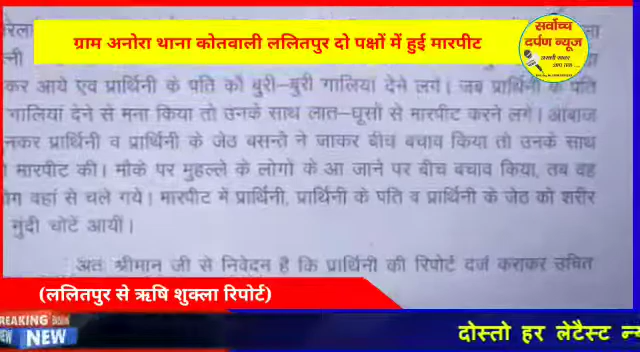 ग्राम अनोरा थाना कोतवाली ललितपुर दो पक्षों में हुई मारपीट
सर्वोच्च
दर्पण न्यूज
कर आये एवं प्रार्थिनी के पति को बुरी–बुरी गालियां देने लगे। जब प्रार्थिनी के पति
गालियां देने से मना किया तो उनके साथ लात–घूसों से मारपीट करने लगे। आबाज
नकर प्रार्थिनी व प्रार्थिनी के जेठ बसन्ते ने जाकर बीच बचाव किया तो उनके साथ
मारपीट की। मौके पर मुहल्ले के लोगो के आ जाने पर बीच बचाव किया, तब वह
ोग वहां से चले गये। मारपीट में प्रार्थिनी, प्रार्थिनी के पति व प्रार्थिनी के जेठ को शरीर
मुंदी चोटें आयीं।
अतः श्रीमान जी से निवेदन है कि प्रार्थिनी की रिपोर्ट दर्ज कराकर उचित
(ललितपुर से ऋषि शुक्ला रिपोर्ट)
REAKING
NEW
दोस्तो हर लेटैस्ट न्य